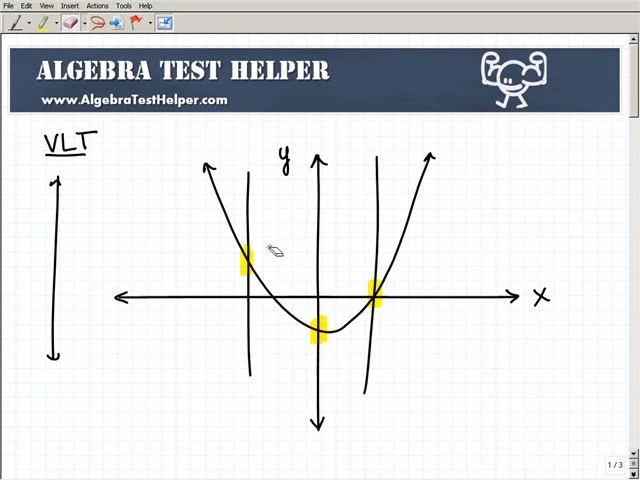 File Edit View Insert Actions Tools Help
ALGEBRA TEST HELPER
www.AlgebraTestHelper.com
VLT
y
x
1 / 3